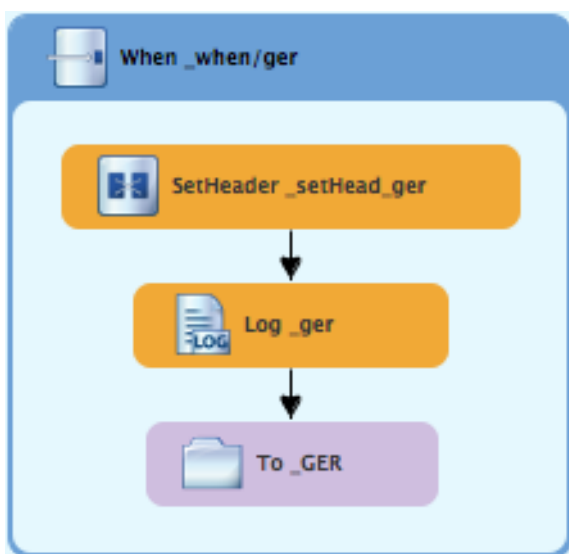 When _when/ger
SetHeader _setHead_ger
Log _ger
LOG
To _GER